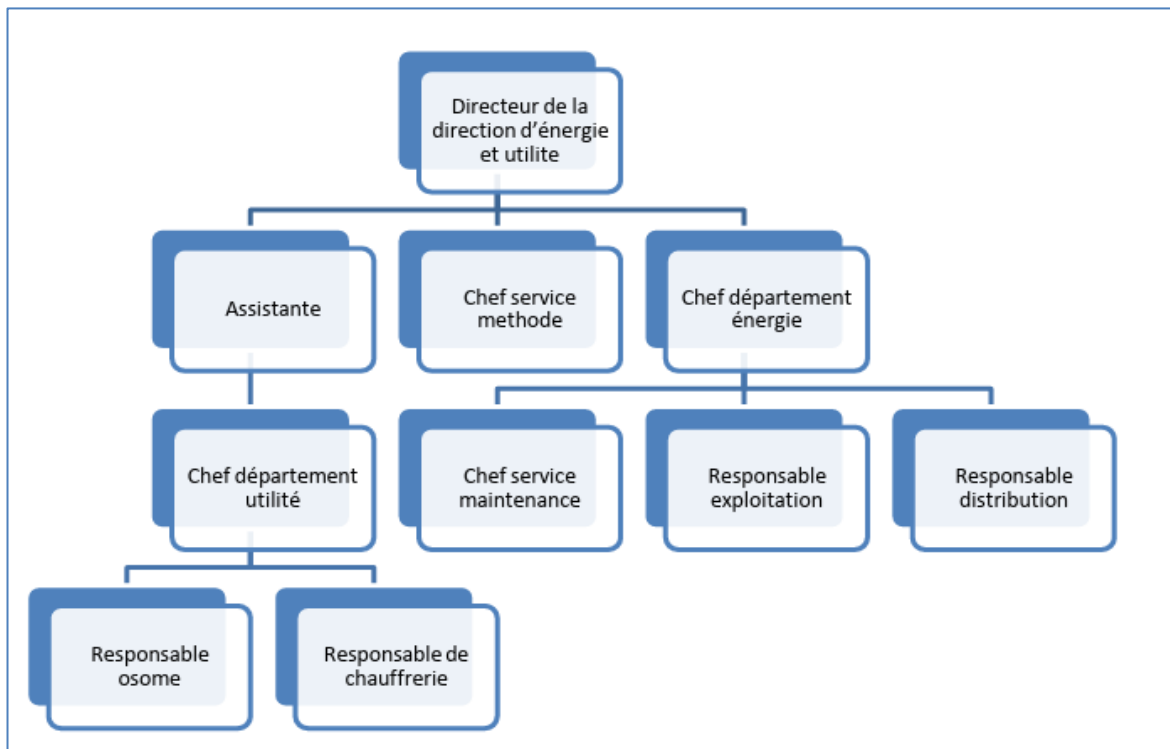 Directeur de la
direction d'énergie
et utilite
Assistante
Chef service
methode
Chef département
énergie
Chef département
utilité
Chef service
maintenance
Responsable
exploitation
Responsable
distribution
Responsable
osome
Responsable de
chauffrerie